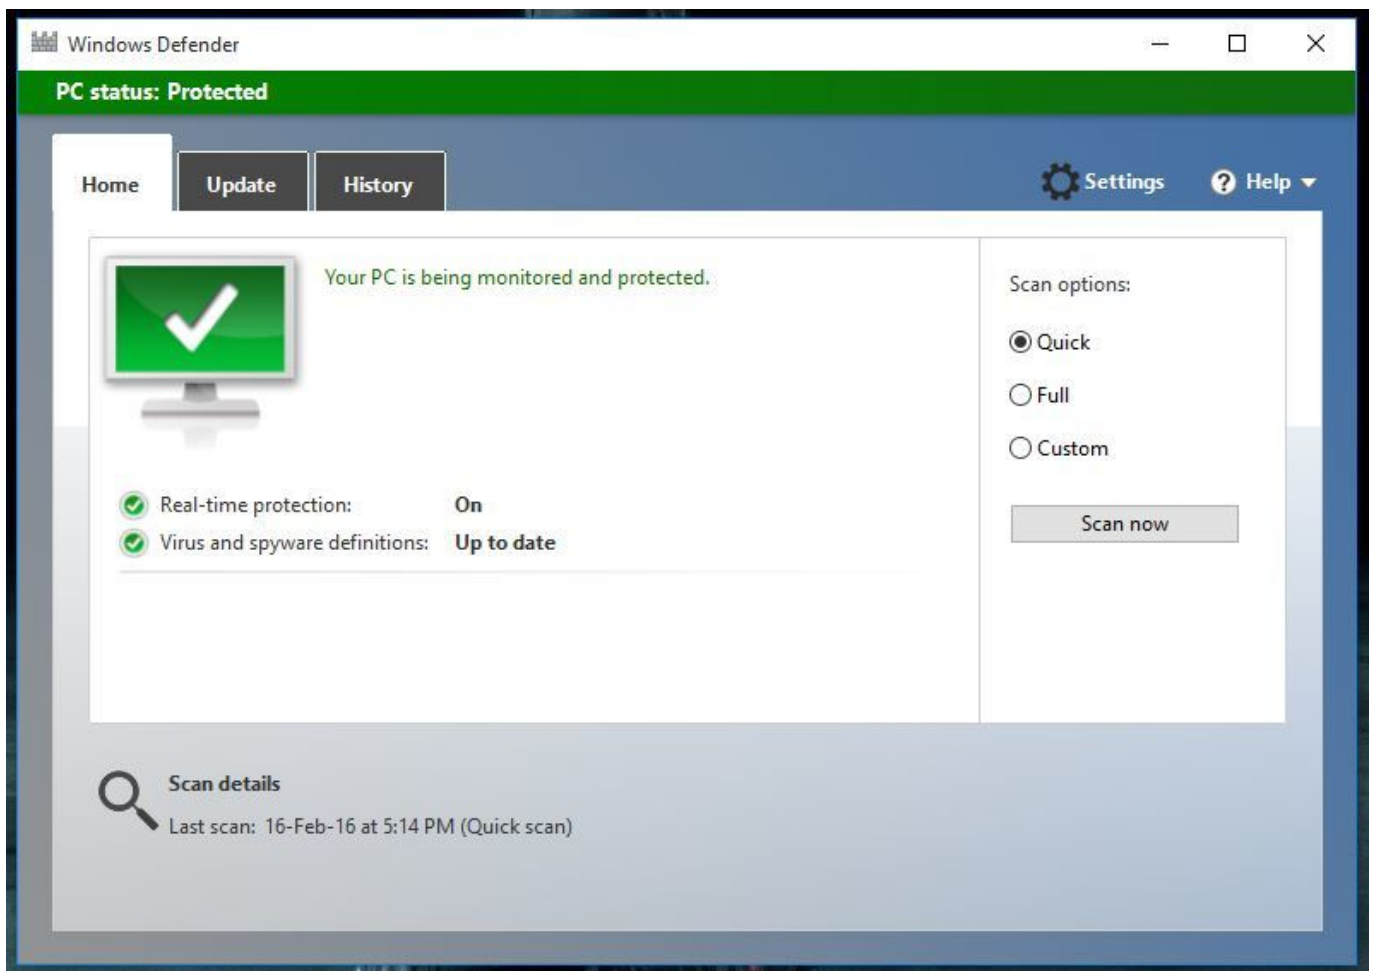 Windows Defender
PC status: Protected
Home
Update
History
Settings
? Help
Your PC is being monitored and protected.
Real-time protection: On
Virus and spyware definitions: Up to date
Scan options:
Quick
Full
Custom
Scan now
Scan details
Last scan: 16-Feb-16 at 5:14 PM (Quick scan)